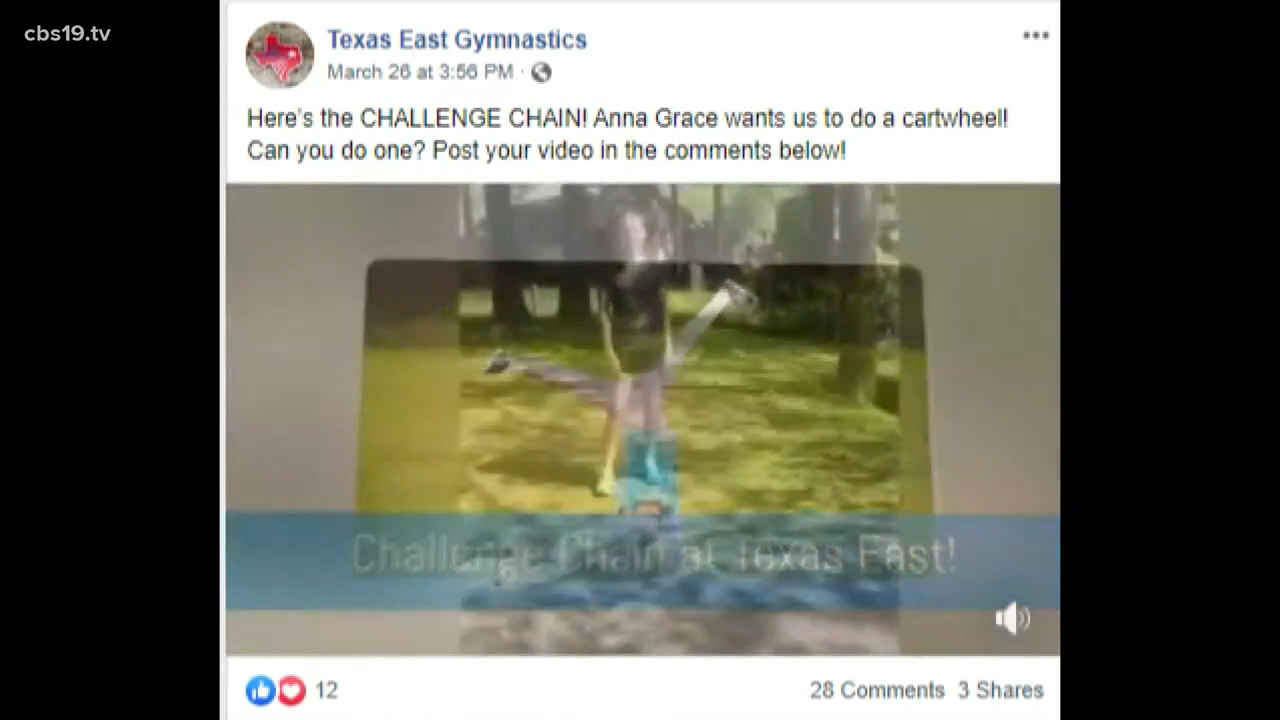 cbs19.tv
Texas East Gymnastics
March 26 at 3:56 PM ·
Here's the CHALLENGE CHAIN! Anna Grace wants us to do a cartwheel!
Can you do one? Post your video in the comments below!
Challenge Chain at Texas East!
12
28 Comments 3 Shares